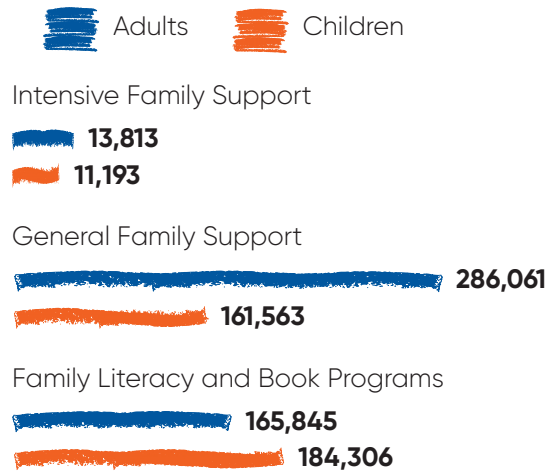 Adults Children
Intensive Family Support
13,813
11,193
General Family Support
286,061
161,563
Family Literacy and Book Programs
165,845
184,306